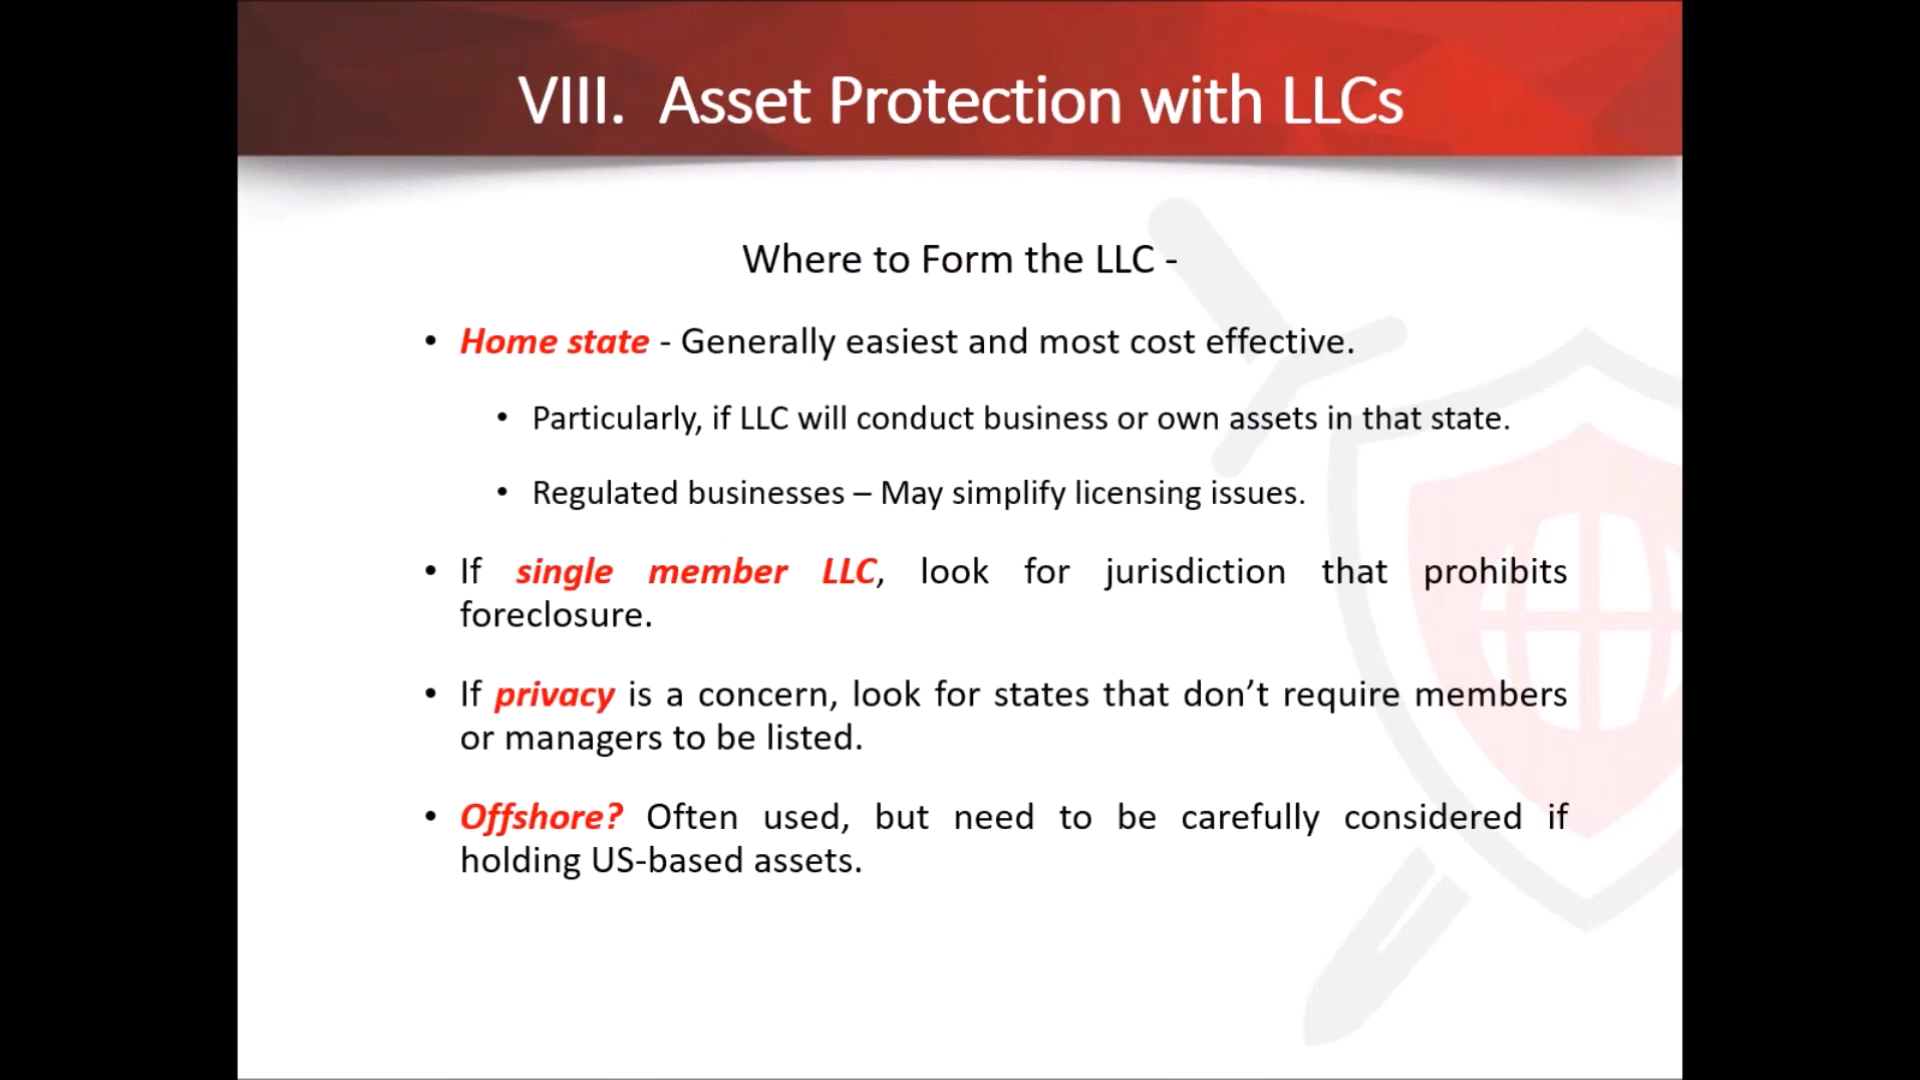 VIII. Asset Protection with LLCs
Where to Form the LLC -
• Home state - Generally easiest and most cost effective.
• Particularly, if LLC will conduct business or own assets in that state.
• Regulated businesses – May simplify licensing issues.
• If single member LLC, look for jurisdiction that prohibits
foreclosure.
• If privacy is a concern, look for states that don’t require members
or managers to be listed.
• Offshore? Often used, but need to be carefully considered if
holding US-based assets.